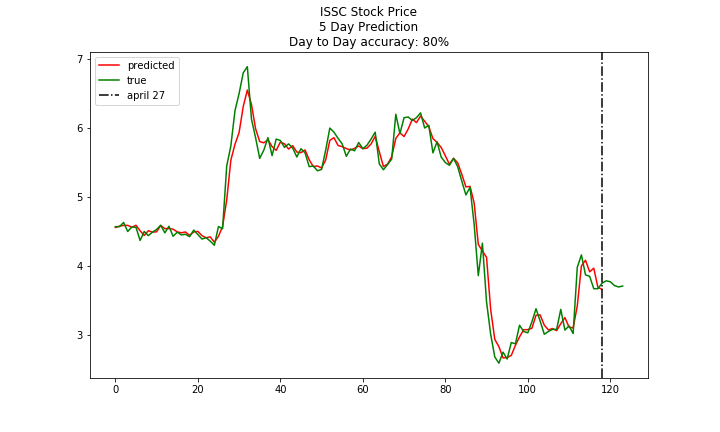 ISSC Stock Price
5 Day Prediction
Day to Day accuracy: 80%
predicted
true
april 27
7
6
5
4
3
0 20 40 60 80 100 120